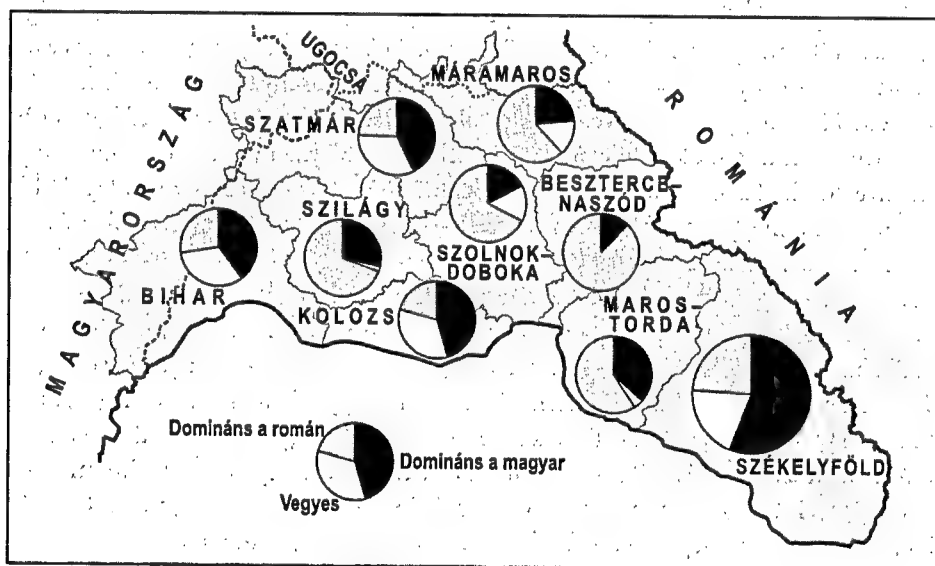 MAGYARORSZÁG
UGOCSA
MÁRAMAROS
ROMÁNIA
SZATMÁR
BESZTERCE-
NASZÓD
SZILÁGY
SZOLNOK-
DOBOKA
BIHAR
KOLOZS
MAROS-
TORDA
SZÉKELYFÖLD
Domináns a román
Domináns a magyar
Vegyes